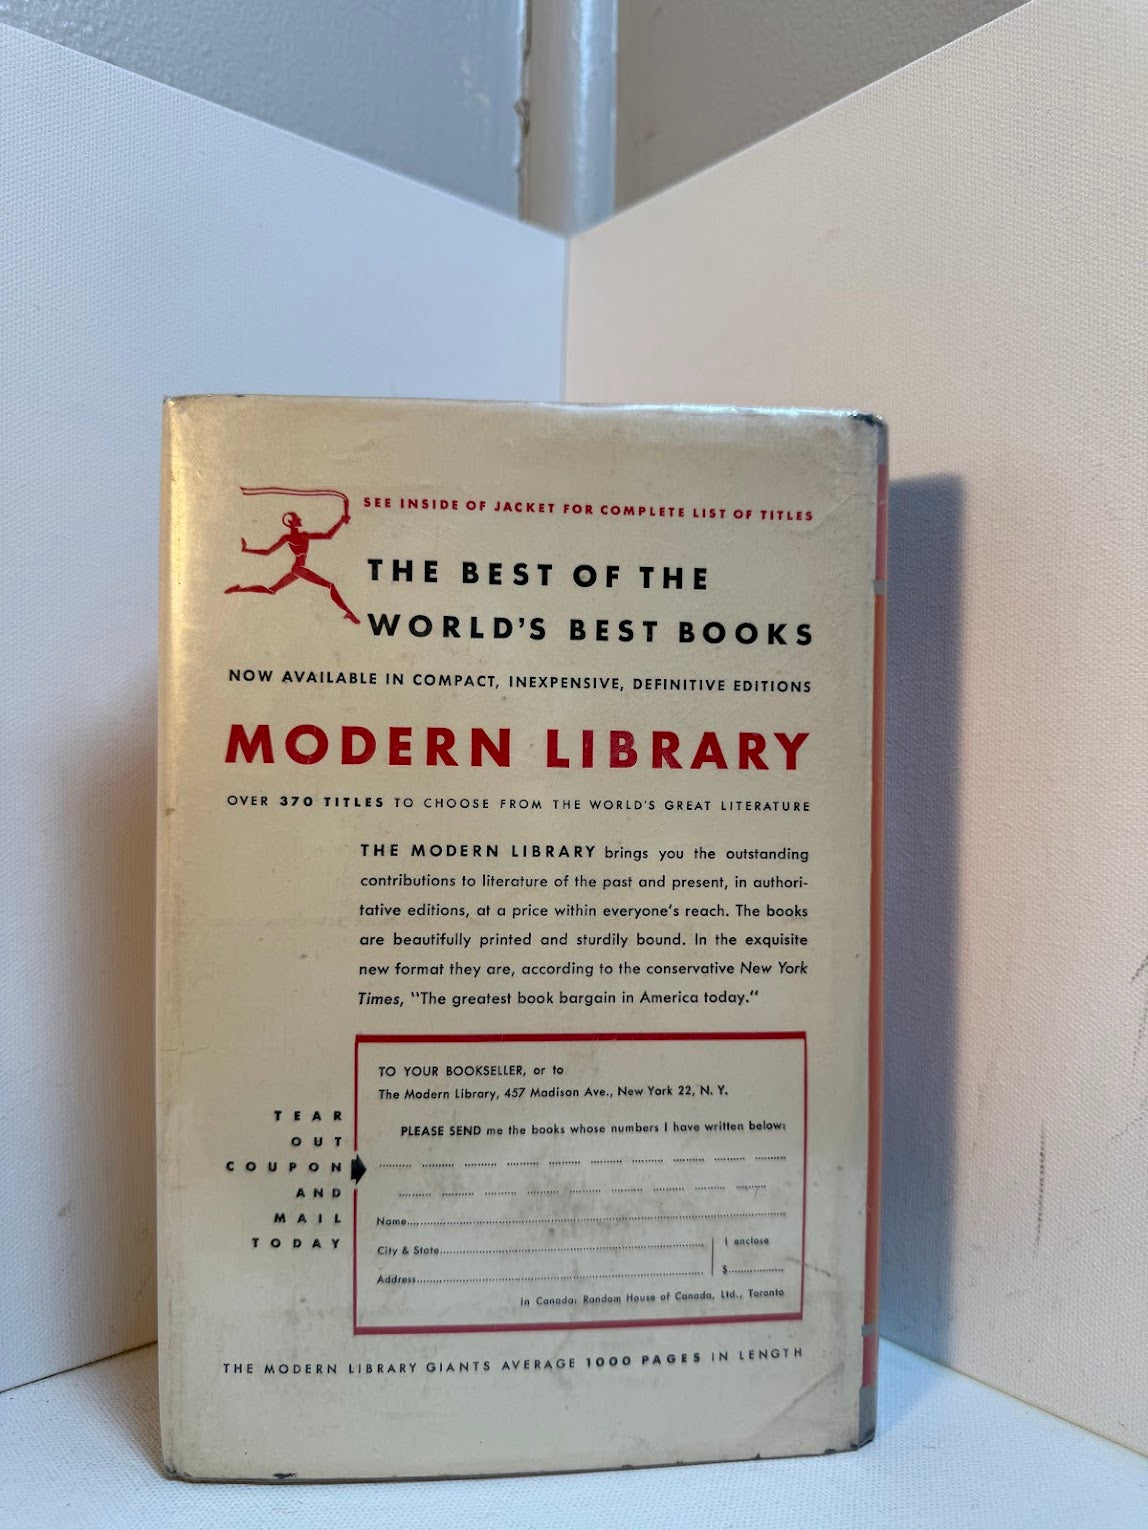 SEE INSIDE OF JACKET FOR COMPLETE LIST OF TITLES
THE BEST OF THE
WORLD'S BEST BOOKS
NOW AVAILABLE IN COMPACT, INEXPENSIVE, DEFINITIVE EDITIONS
MODERN LIBRARY
OVER 370 TITLES TO CHOOSE FROM THE WORLD'S GREAT LITERATURE
THE MODERN LIBRARY brings you the outstanding
contributions to literature of the past and present, in authori-
tative editions, at a price within everyone's reach. The books
are beautifully printed and sturdily bound. In the exquisite
new format they are, according to the conservative New York
Times, "The greatest book bargain in America today."
TEAR
OUT
COUPON
AND
MAIL
TODAY
TO YOUR BOOKSELLER, or to
The Modern Library, 457 Madison Ave., New York 22, N. Y.
PLEASE SEND me the books whose numbers I have written below:
Name
City & State
I enclose
Address
$
In Canada: Random House of Canada, Ltd., Toronto
THE MODERN LIBRARY GIANTS AVERAGE 1000 PAGES IN LENGTH